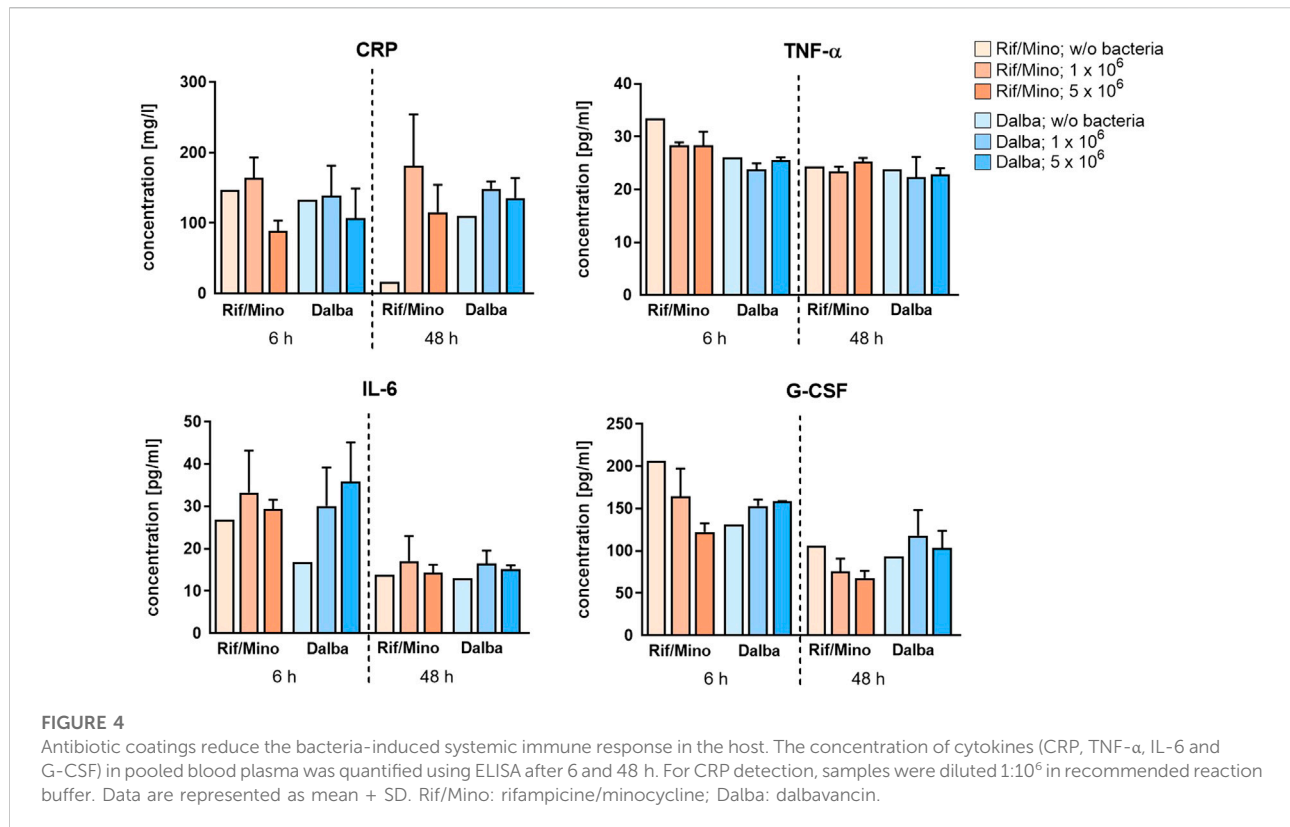 CRP
concentration [mg/l]
300
200
100
0
Rif/Mino Dalba Rif/Mino Dalba
6 h 48 h
TNF-α
concentration [pg/ml]
40
30
20
10
0
Rif/Mino Dalba Rif/Mino Dalba
6 h 48 h
Rif/Mino; w/o bacteria
Rif/Mino; 1 x 10⁶
Rif/Mino; 5 x 10⁶
Dalba; w/o bacteria
Dalba; 1 x 10⁶
Dalba; 5 x 10⁶
IL-6
concentration [pg/ml]
50
40
30
20
10
0
Rif/Mino Dalba Rif/Mino Dalba
6 h 48 h
G-CSF
concentration [pg/ml]
250
200
150
100
50
0
Rif/Mino Dalba Rif/Mino Dalba
6 h 48 h
FIGURE 4
Antibiotic coatings reduce the bacteria-induced systemic immune response in the host. The concentration of cytokines (CRP, TNF-α, IL-6 and
G-CSF) in pooled blood plasma was quantified using ELISA after 6 and 48 h. For CRP detection, samples were diluted 1:10⁶ in recommended reaction
buffer. Data are represented as mean + SD. Rif/Mino: rifampicine/minocycline; Dalba: dalbavancin.